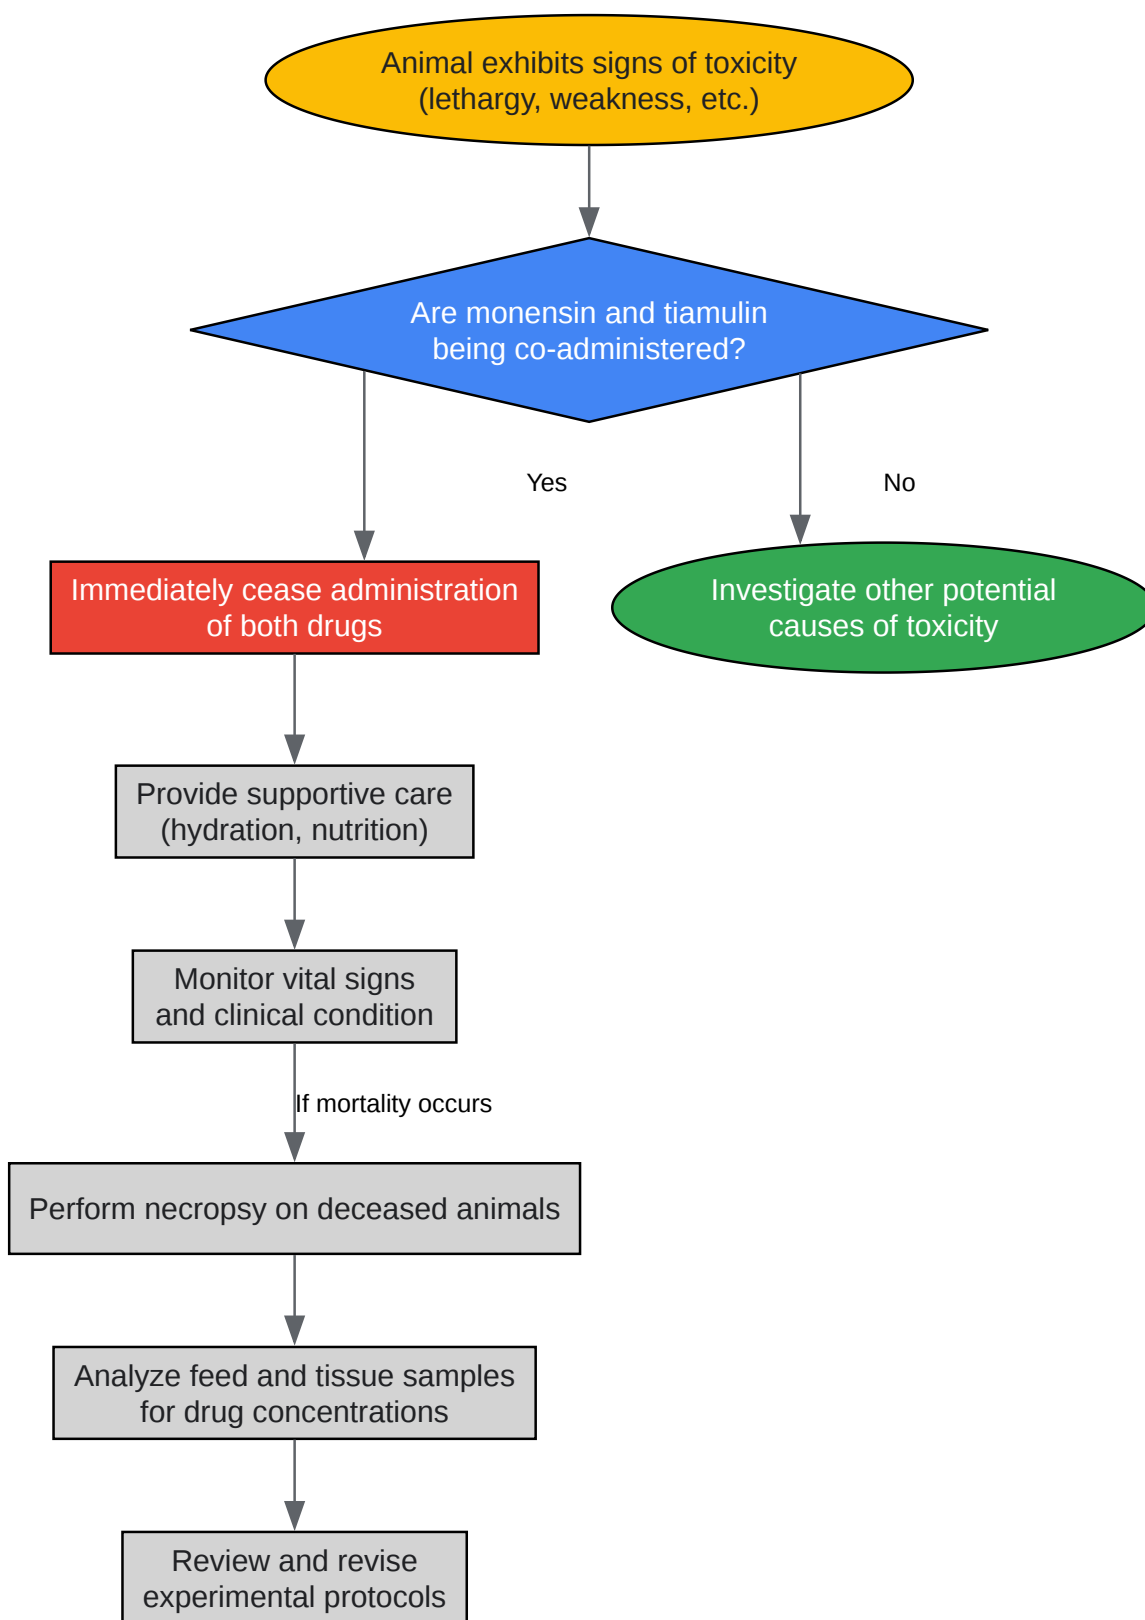 Animal exhibits signs of toxicity
(lethargy, weakness, etc.)
Are monensin and tiamulin
being co-administered?
Yes
No
Immediately cease administration
of both drugs
Investigate other potential
causes of toxicity
Provide supportive care
(hydration, nutrition)
Monitor vital signs
and clinical condition
If mortality occurs
Perform necropsy on deceased animals
Analyze feed and tissue samples
for drug concentrations
Review and revise
experimental protocols